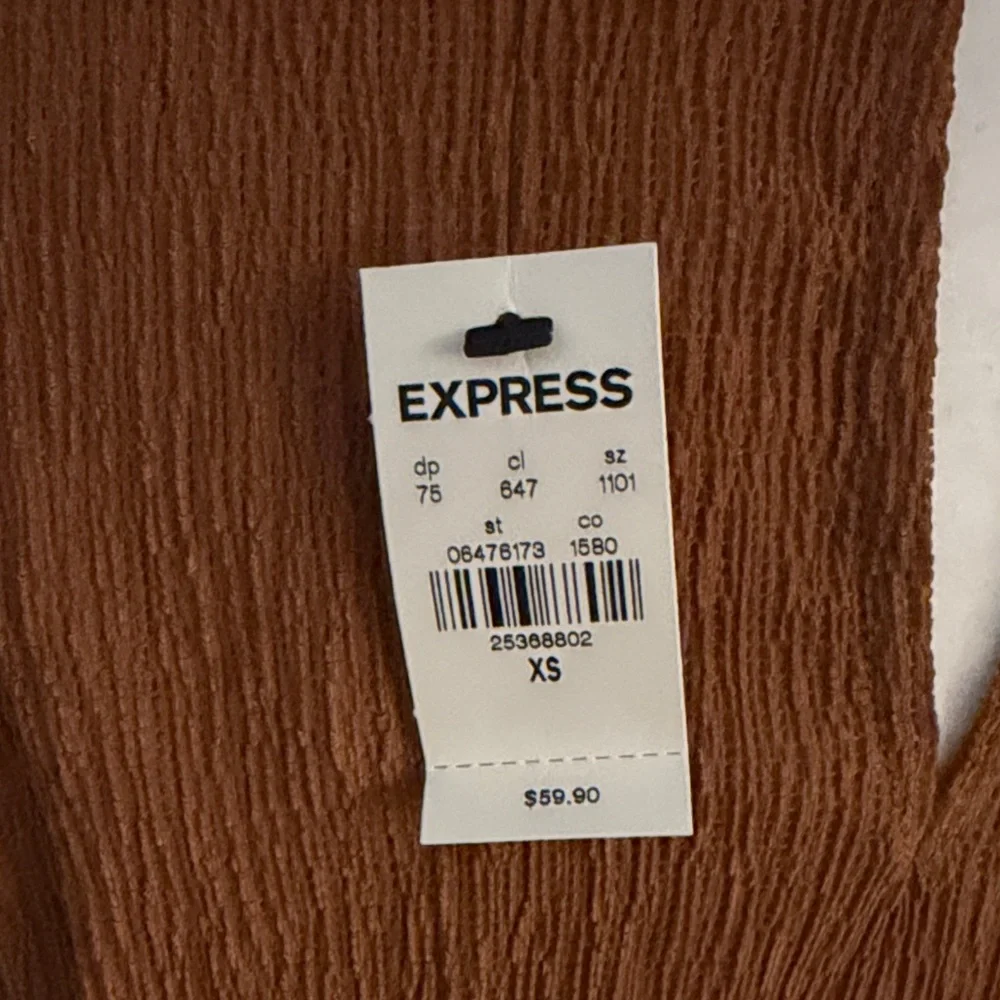 EXPRESS
dp cl sz
75 647 1101
st co
06476173 1580
25368802
XS
$59.90